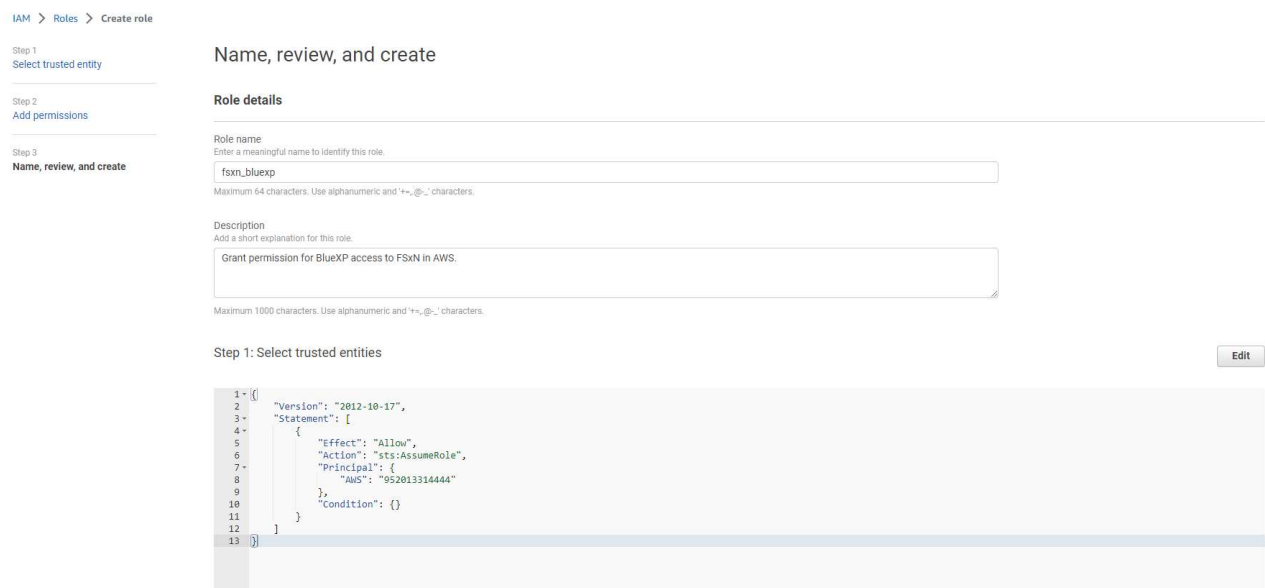 IAM > Roles > Create role
Step 1
Select trusted entity
Step 2
Add permissions
Step 3
Name, review, and create
Name, review, and create
Role details
Role name
Enter a meaningful name to identify this role.
fsxn_bluexp
Maximum 64 characters. Use alphanumeric and '+=,.@-_' characters.
Description
Add a short explanation for this role.
Grant permission for BlueXP access to FSxN in AWS.
Maximum 1000 characters. Use alphanumeric and '+=,.@-_' characters.
Step 1: Select trusted entities
Edit
1 {
2 "Version": "2012-10-17",
3 "Statement": [
4 {
5 "Effect": "Allow",
6 "Action": "sts:AssumeRole",
7 "Principal": {
8 "AWS": "952013314444"
9 },
10 "Condition": {}
11 }
12 ]
13 }